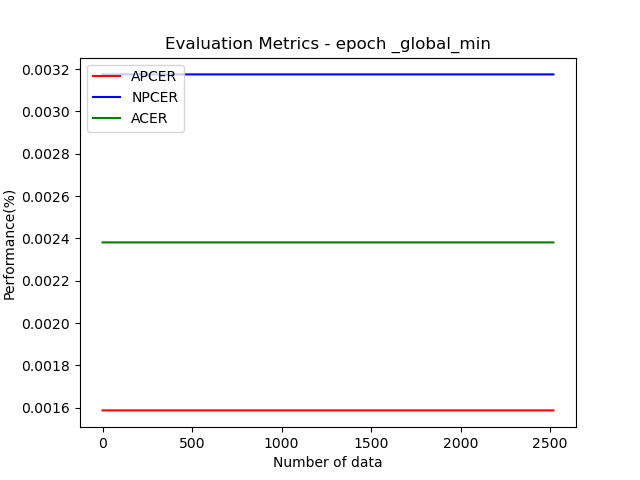 Evaluation Metrics - epoch _global_min
APCER
NPCER
ACER
Performance(%)
0.0032
0.0030
0.0028
0.0026
0.0024
0.0022
0.0020
0.0018
0.0016
0 500 1000 1500 2000 2500
Number of data